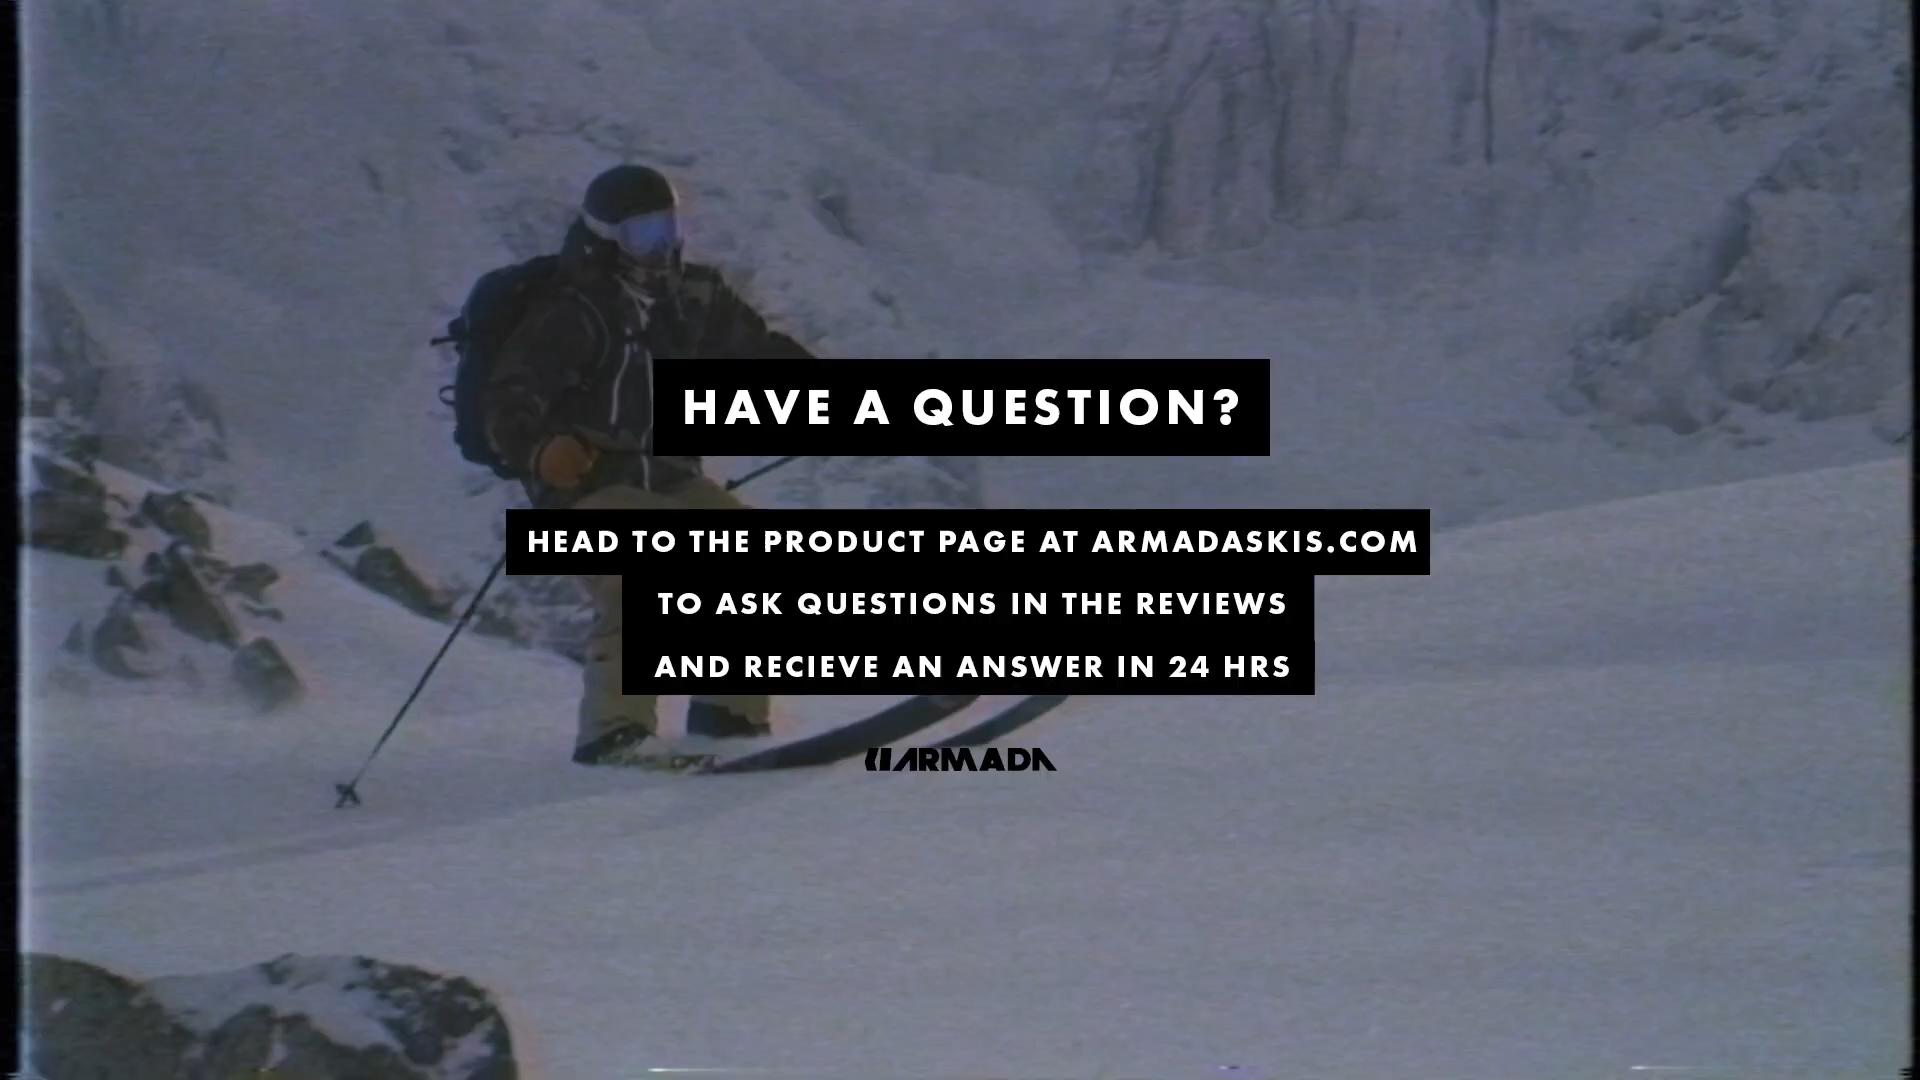 HAVE A QUESTION?
HEAD TO THE PRODUCT PAGE AT ARMADASKIS.COM
TO ASK QUESTIONS IN THE REVIEWS
AND RECIEVE AN ANSWER IN 24 HRS
ARMADA